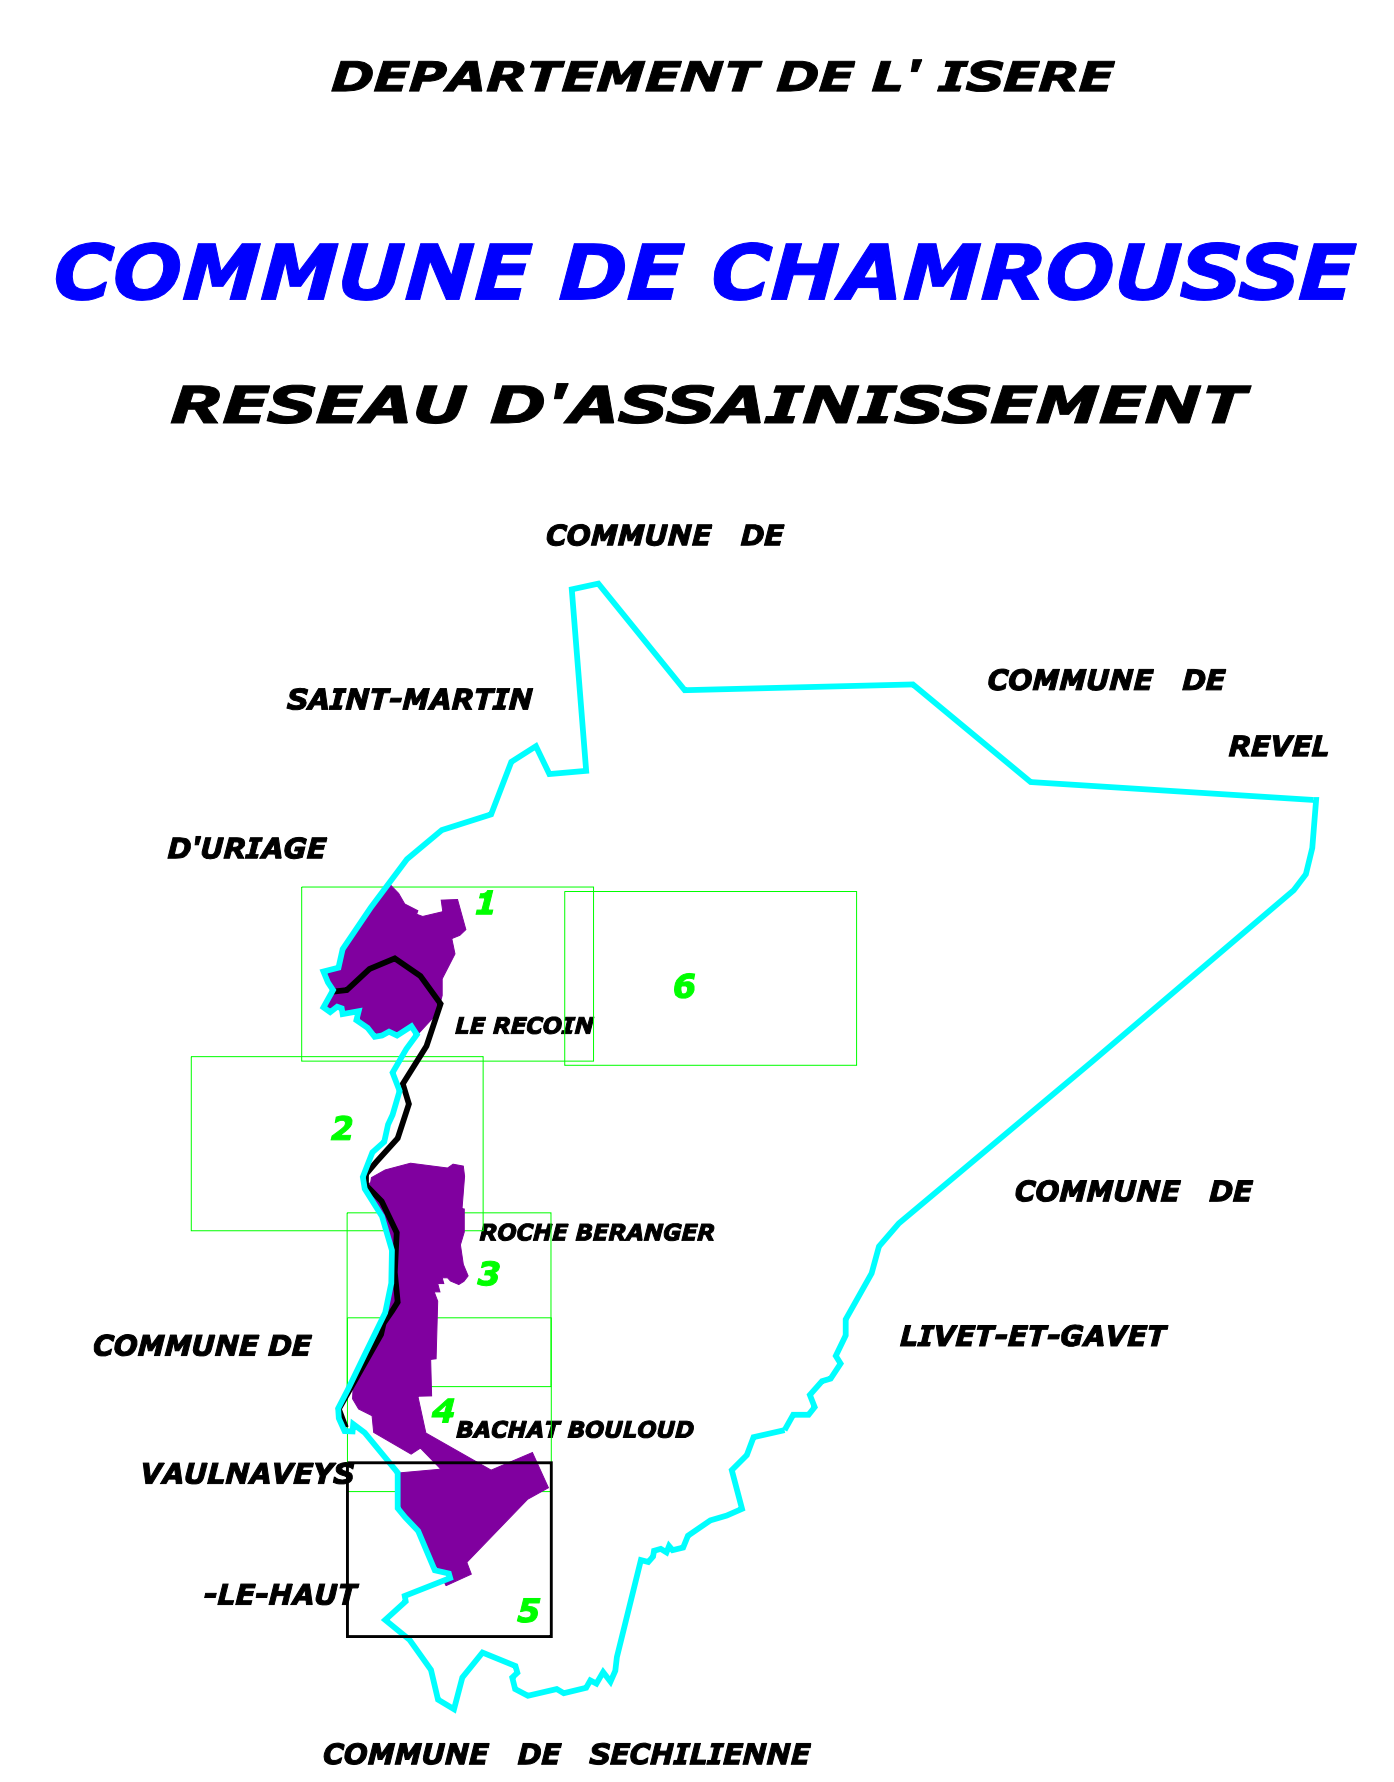 DEPARTEMENT DE L' ISERE
COMMUNE DE CHAMROUSSE
RESEAU D'ASSAINISSEMENT
COMMUNE DE
SAINT-MARTIN
D'URIAGE
COMMUNE DE
REVEL
1
6
LE RECOIN
2
ROCHE BERANGER
3
COMMUNE DE
LIVET-ET-GAVET
COMMUNE DE
VAULNAVEYS
-LE-HAUT
4
BACHAT BOULOUD
5
COMMUNE DE SECHILIENNE